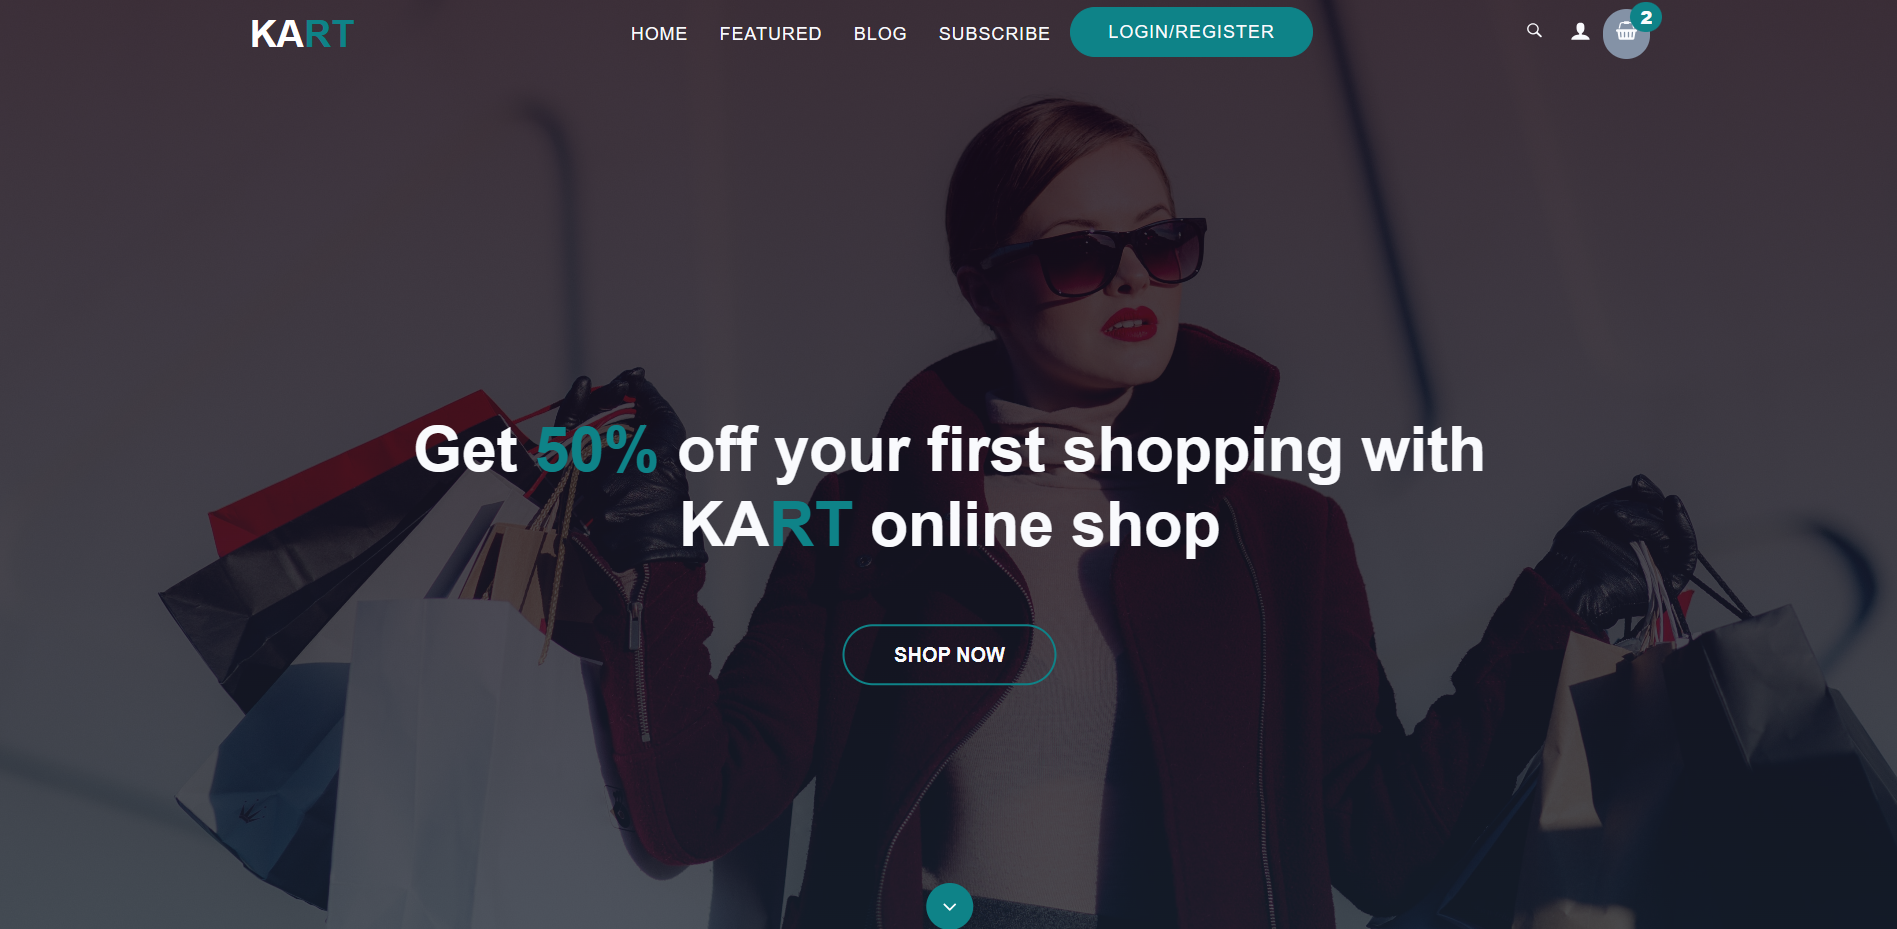 KART
HOME
FEATURED
BLOG
SUBSCRIBE
LOGIN/REGISTER
2
Get 50% off your first shopping with
KART online shop
SHOP NOW